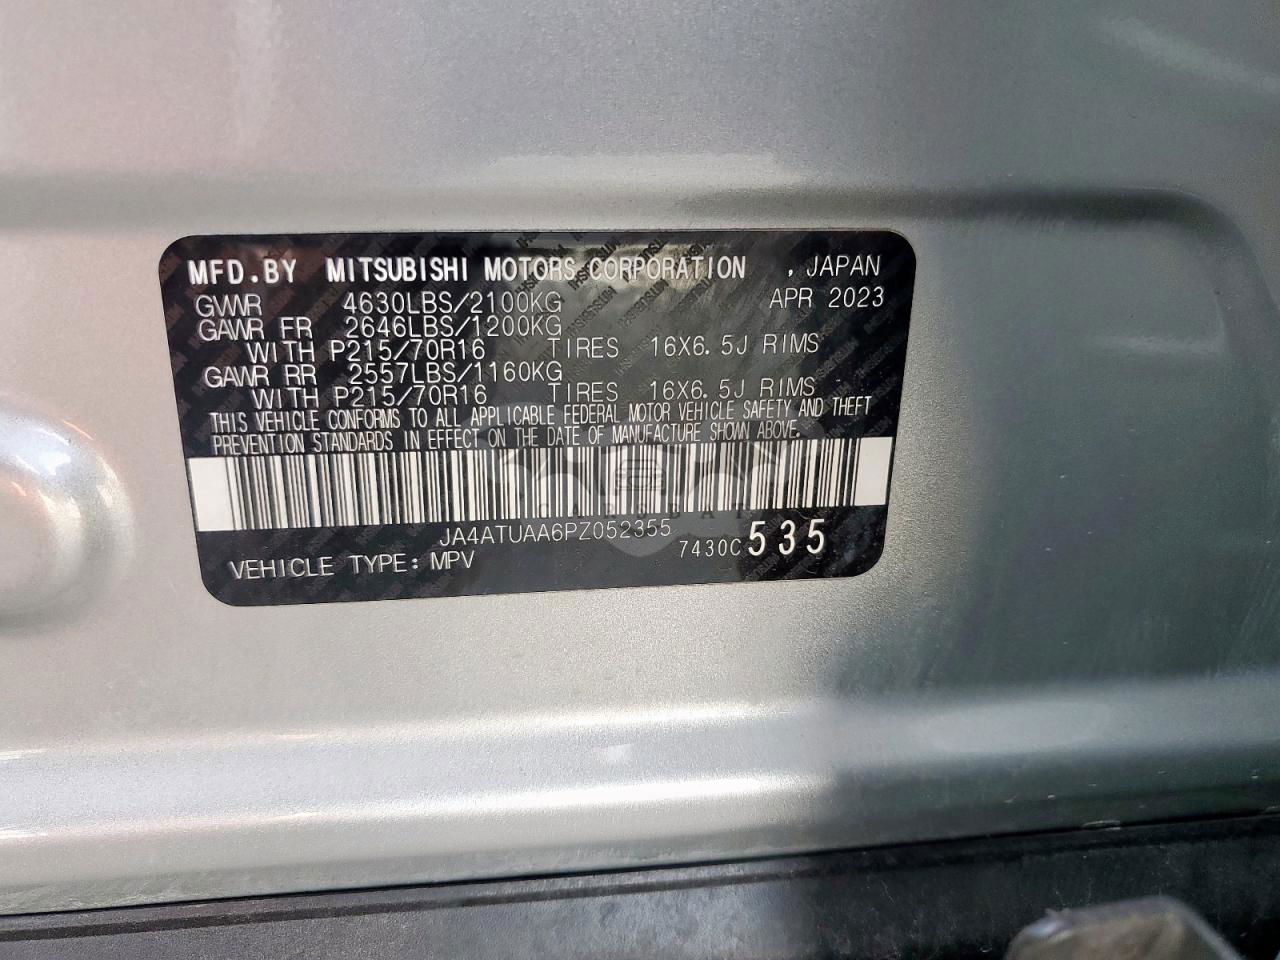 MFD.BY MITSUBISHI MOTORS CORPORATION , JAPAN
GVWR 4630LBS/2100KG APR 2023
GAWR FR 2646LBS/1200KG
WITH P215/70R16 TIRES 16X6.5J RIMS
GAWR RR 2557LBS/1160KG
WITH P215/70R16 TIRES 16X6.5J RIMS
THIS VEHICLE CONFORMS TO ALL APPLICABLE FEDERAL MOTOR VEHICLE SAFETY AND THEFT
PREVENTION STANDARDS IN EFFECT ON THE DATE OF MANUFACTURE SHOWN ABOVE.
JA4ATUAA6PZ052355
VEHICLE TYPE: MPV 7430C 535